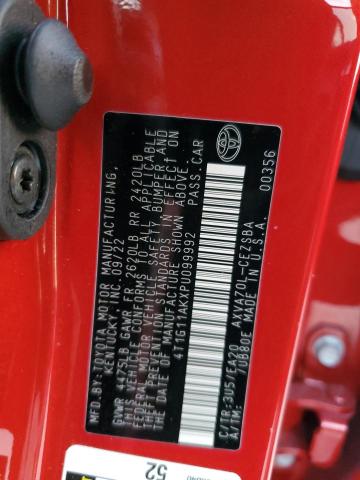 MFD.BY:TOYOTA MOTOR MANUFACTURING,
KENTUCKY, INC. 09/22
GVWR 4475LB GAWR FR 2620LB RR 2420LB
THIS VEHICLE CONFORMS TO ALL APPLICABLE
FEDERAL MOTOR VEHICLE SAFETY, BUMPER, AND
THEFT PREVENTION STANDARDS IN EFFECT ON
THE DATE OF MANUFACTURE SHOWN ABOVE.
4T1G11AKXPU099992 PASS.CAR
C/TR:3U5/EA20 AXVA70L-CEZSBA
A/TM: /UB80E MADE IN U.S.A. 00356
52